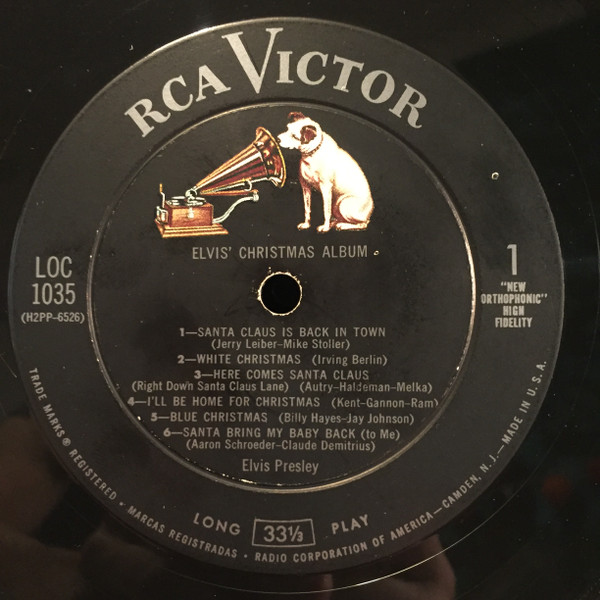 RCA VICTOR
ELVIS' CHRISTMAS ALBUM
LOC
1035
(H2PP-6526)
1
"NEW
ORTHOPHONIC"
HIGH
FIDELITY
1—SANTA CLAUS IS BACK IN TOWN
(Jerry Leiber-Mike Stoller)
2—WHITE CHRISTMAS (Irving Berlin)
3—HERE COMES SANTA CLAUS
(Right Down Santa Claus Lane) (Autry-Haldeman-Melka)
4—I'LL BE HOME FOR CHRISTMAS (Kent-Gannon-Ram)
5—BLUE CHRISTMAS (Billy Hayes-Jay Johnson)
6—SANTA BRING MY BABY BACK (to Me)
(Aaron Schroeder-Claude Demitrius)
Elvis Presley
LONG 33⅓ PLAY
TRADE MARKS® REGISTERED • MARCAS REGISTRADAS • RADIO CORPORATION OF AMERICA—CAMDEN, N.J.—MADE IN U.S.A.